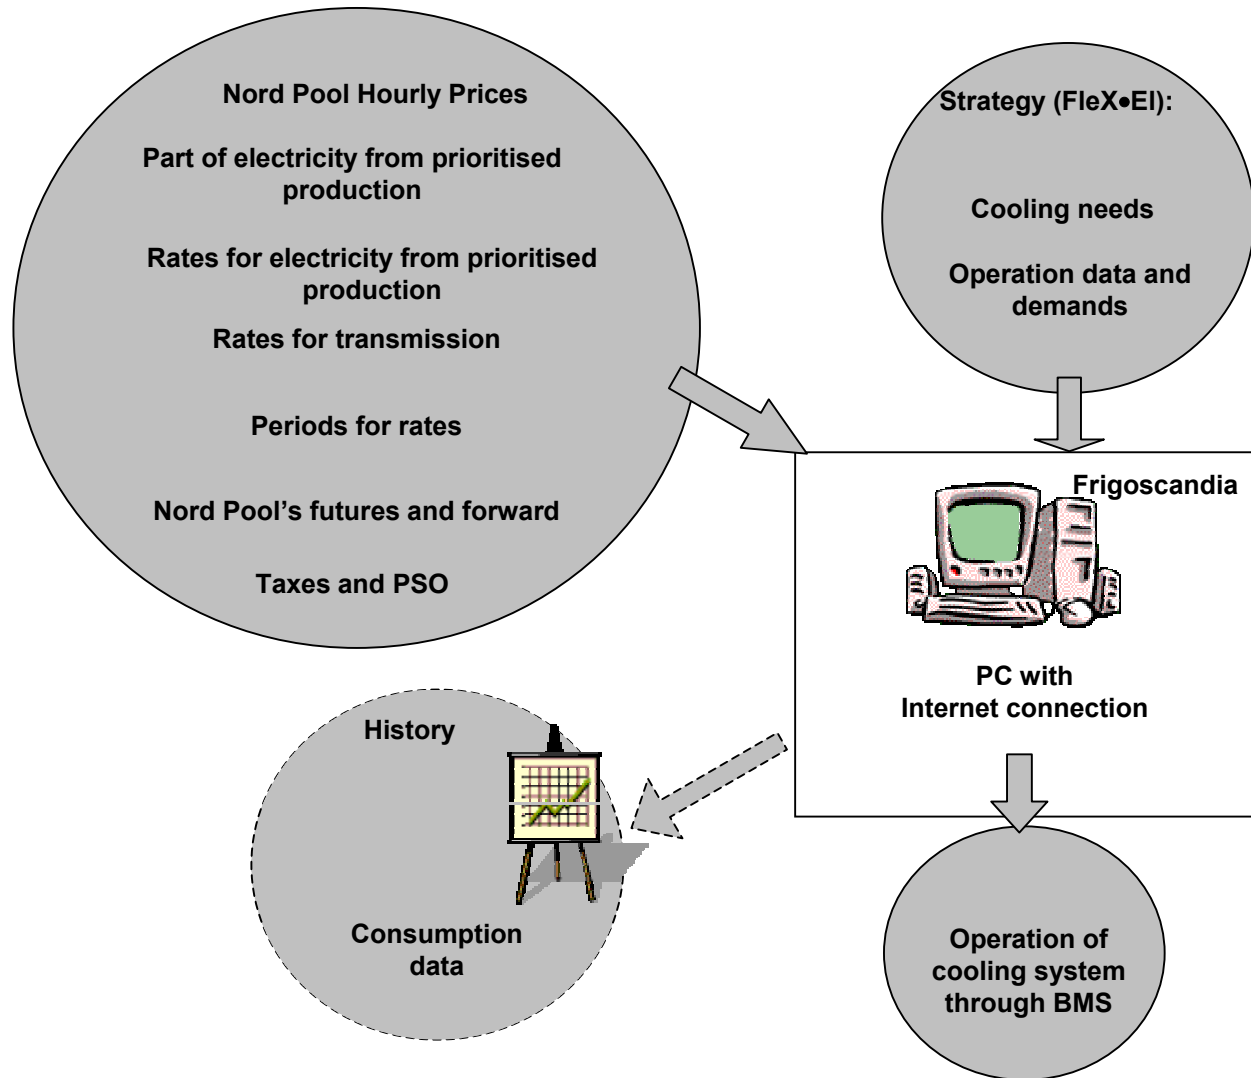 Nord Pool Hourly Prices
Part of electricity from prioritised
production
Rates for electricity from prioritised
production
Rates for transmission
Periods for rates
Nord Pool’s futures and forward
Taxes and PSO
Strategy (FleX•El):
Cooling needs
Operation data and
demands
Frigoscandia
PC with
Internet connection
History
Consumption
data
Operation of
cooling system
through BMS